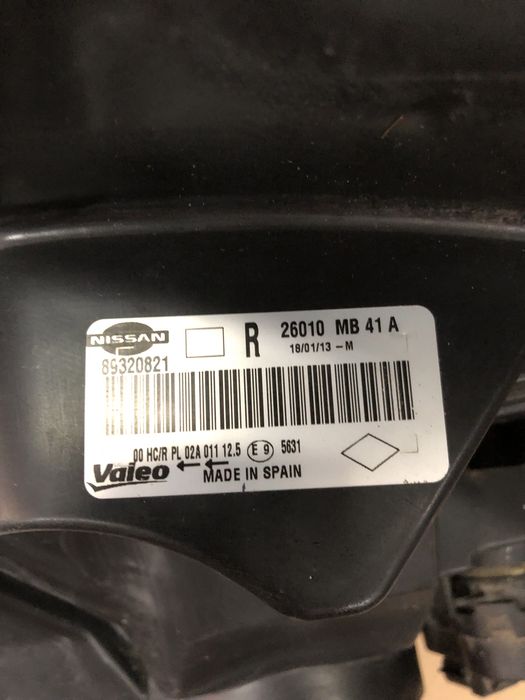 NISSAN R 26010 MB 41 A
18/01/13 - M
89320821
00 HC/R PL 02A 011 12.5 E 9 5631
Valeo MADE IN SPAIN